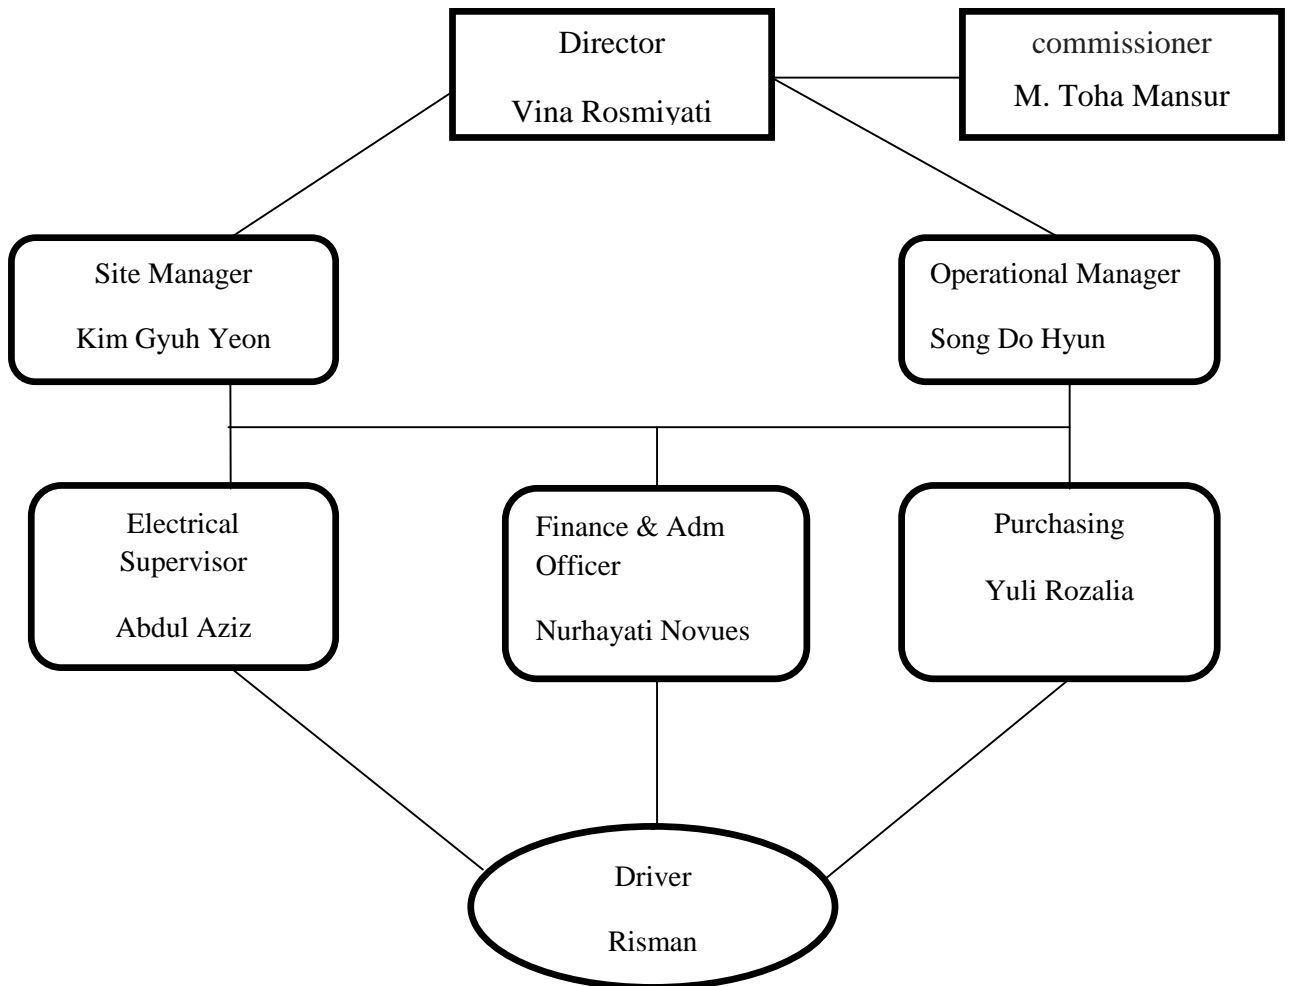 Director
Vina Rosmiyati
commissioner
M. Toha Mansur
Site Manager
Kim Gyuh Yeon
Operational Manager
Song Do Hyun
Electrical
Supervisor
Abdul Aziz
Finance & Adm
Officer
Nurhayati Novues
Purchasing
Yuli Rozalia
Driver
Risman